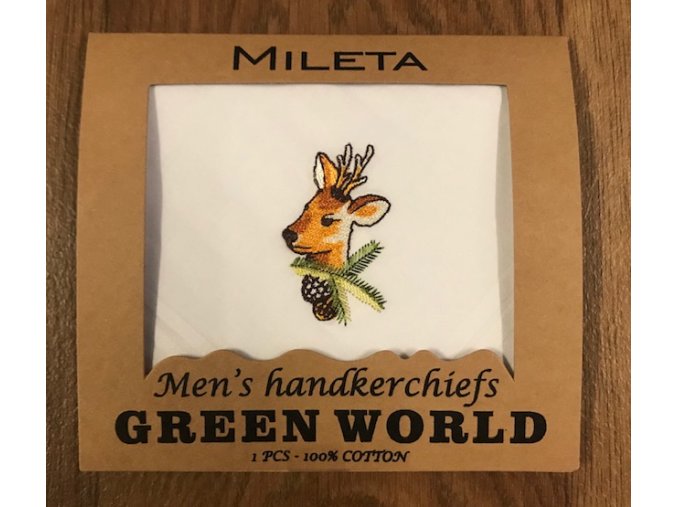 MILETA
Men's handkerchiefs
GREEN WORLD
1 PCS - 100% COTTON